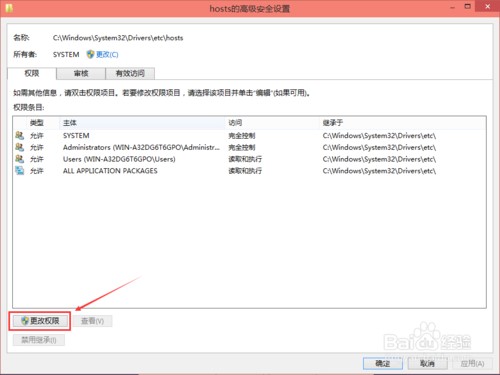 hosts的高级安全设置
名称: C:\Windows\System32\Drivers\etc\hosts
所有者: SYSTEM 更改(C)
权限 审核 有效访问
如需其他信息，请双击权限项目。若要修改权限项目，请选择该项目并单击"编辑"(如果可用)。
权限条目:
类型 主体 访问 继承于
允许 SYSTEM 完全控制 C:\Windows\System32\Drivers\etc\
允许 Administrators (WIN-A32DG6T6GPO\Administr... 完全控制 C:\Windows\System32\Drivers\etc\
允许 Users (WIN-A32DG6T6GPO\Users) 读取和执行 C:\Windows\System32\Drivers\etc\
允许 ALL APPLICATION PACKAGES 读取和执行 C:\Windows\System32\Drivers\etc\
更改权限 查看(V)
禁用继承(I)
Baidu 经验
确定 取消 应用(A)